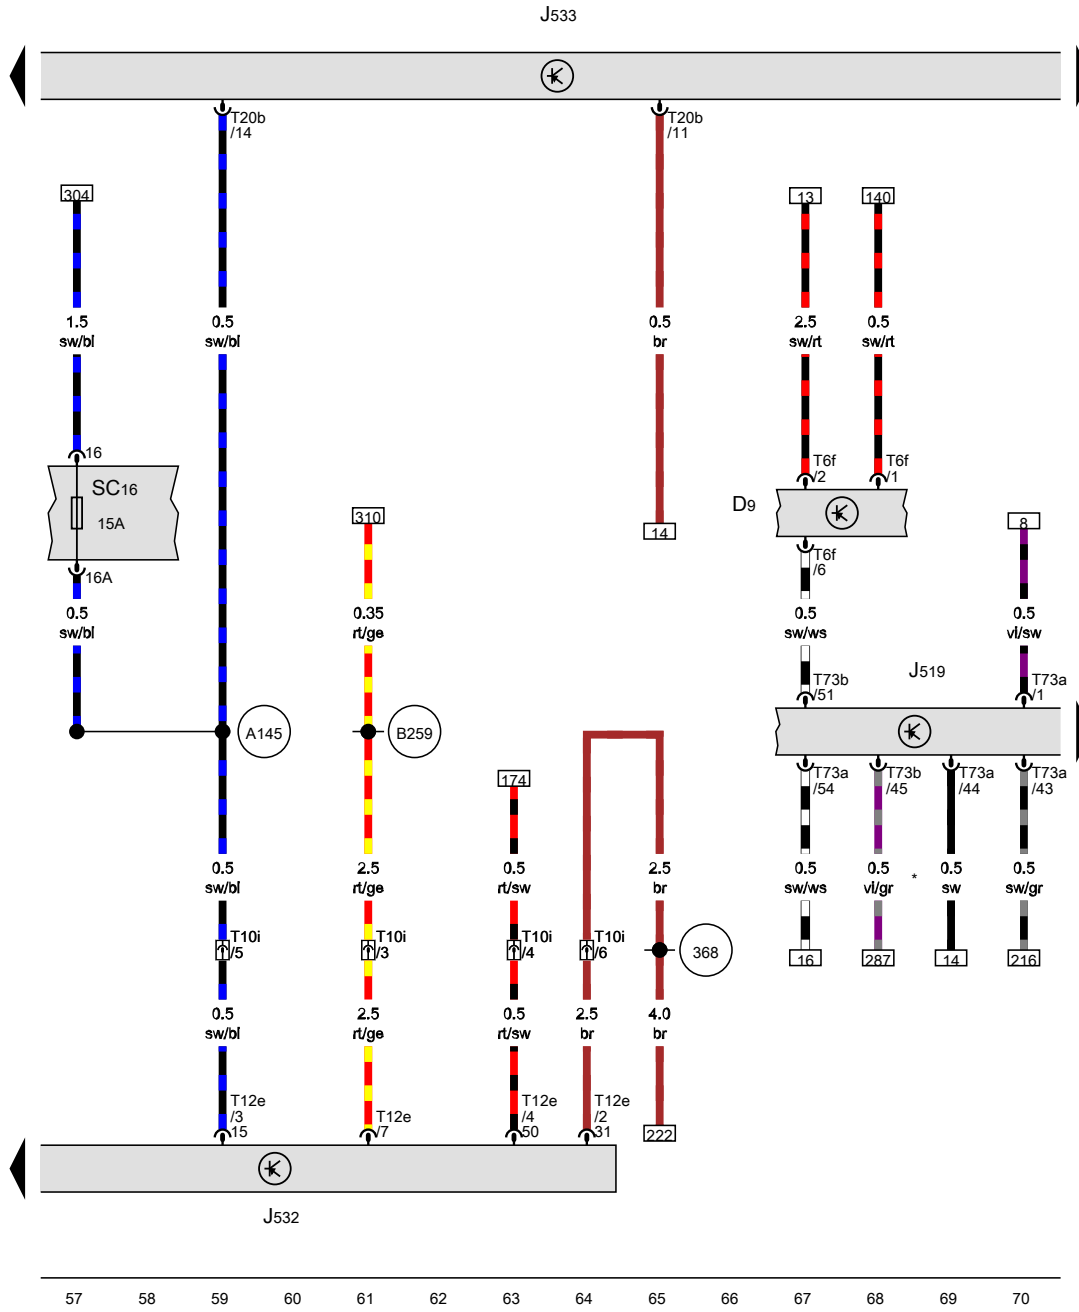 J533
T20b
/14
T20b
/11
304
13
140
1.5
sw/bl
0.5
sw/bl
0.5
br
2.5
sw/rt
0.5
sw/rt
16
SC16
15A
16A
T6f
/2
T6f
/1
D9
310
14
8
T6f
/6
0.5
sw/bl
0.35
rt/ge
0.5
sw/ws
0.5
vi/sw
J519
T73b
/51
T73a
/1
A145
B259
174
T73a
/54
T73b
/45
T73a
/44
T73a
/43
0.5
sw/bl
2.5
rt/ge
0.5
rt/sw
2.5
br
0.5
sw/ws
0.5
vi/gr
*
0.5
sw
0.5
sw/gr
T10i
/5
T10i
/3
T10i
/4
T10i
/6
368
16
287
14
216
0.5
sw/bl
2.5
rt/ge
0.5
rt/sw
2.5
br
4.0
br
T12e
/3
15
T12e
/7
T12e
/4
50
T12e
/2
31
222
J532
57 58 59 60 61 62 63 64 65 66 67 68 69 70